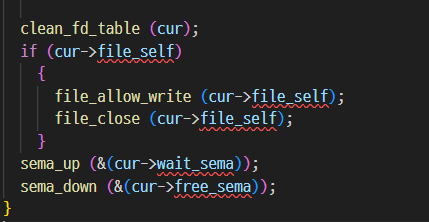 clean_fd_table (cur);
if (cur->file_self)
{
file_allow_write (cur->file_self);
file_close (cur->file_self);
}
sema_up (&(cur->wait_sema));
sema_down (&(cur->free_sema));
}